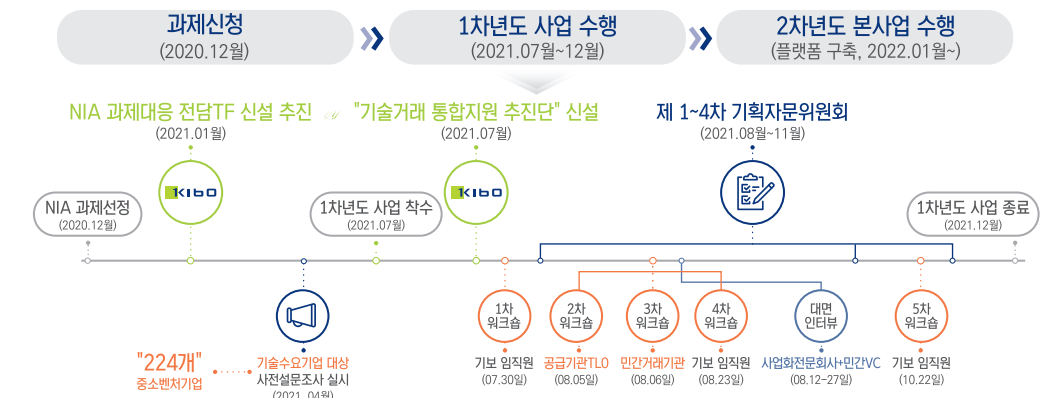 과제신청
(2020.12월)
1차년도 사업 수행
(2021.07월~12월)
2차년도 본사업 수행
(플랫폼 구축, 2022.01월~)
NIA 과제대응 전담TF 신설 추진
(2021.01월)
"기술거래 통합지원 추진단" 신설
(2021.07월)
제 1~4차 기획자문위원회
(2021.08월~11월)
KIBO
KIBO
NIA 과제선정
(2020.12월)
1차년도 사업 착수
(2021.07월)
1차년도 사업 종료
(2021.12월)
1차
워크숍
2차
워크숍
3차
워크숍
4차
워크숍
대면
인터뷰
5차
워크숍
"224개"
중소벤처기업
기술수요기업 대상
사전설문조사 실시
(2021. 04월)
기보 임직원
(07.30일)
공급기관TLO
(08.05일)
민간거래기관
(08.06일)
기보 임직원
(08.23일)
사업화전문회사+민간VC
(08.12~27일)
기보 임직원
(10.22일)